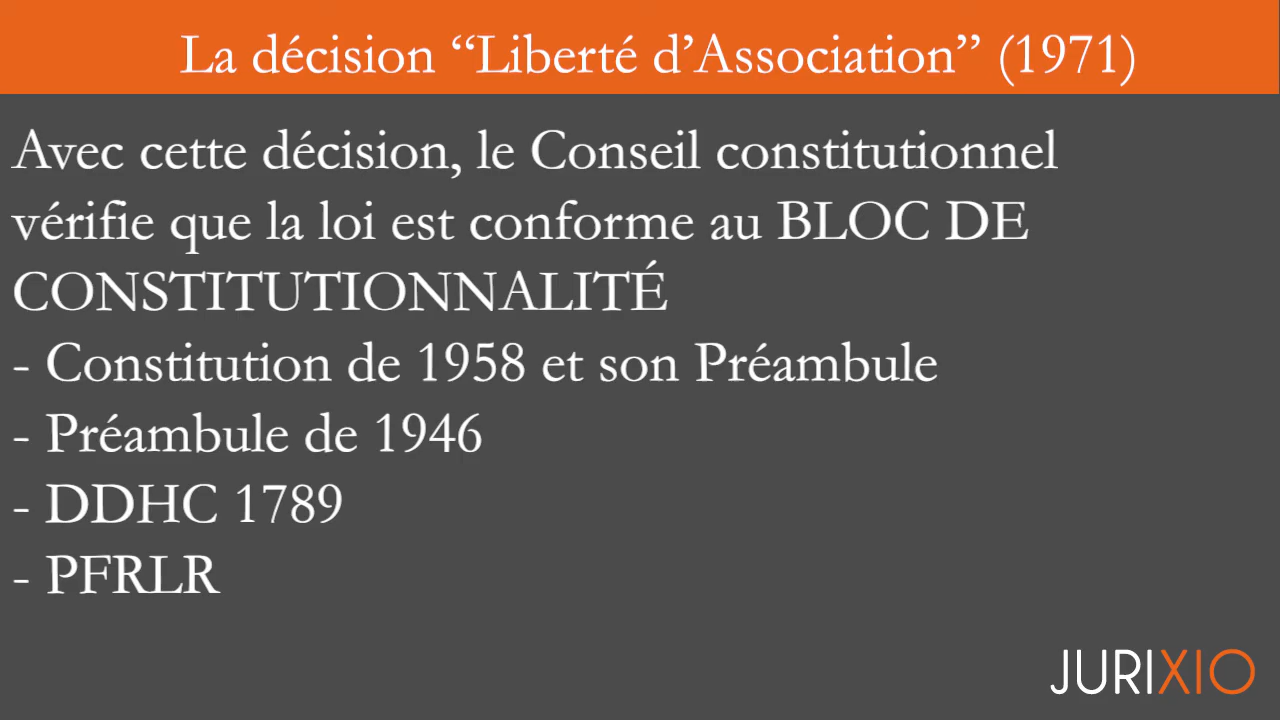 La décision “Liberté d’Association” (1971)
Avec cette décision, le Conseil constitutionnel
vérifie que la loi est conforme au BLOC DE
CONSTITUTIONNALITÉ
- Constitution de 1958 et son Préambule
- Préambule de 1946
- DDHC 1789
- PFRLR
JURIXIO